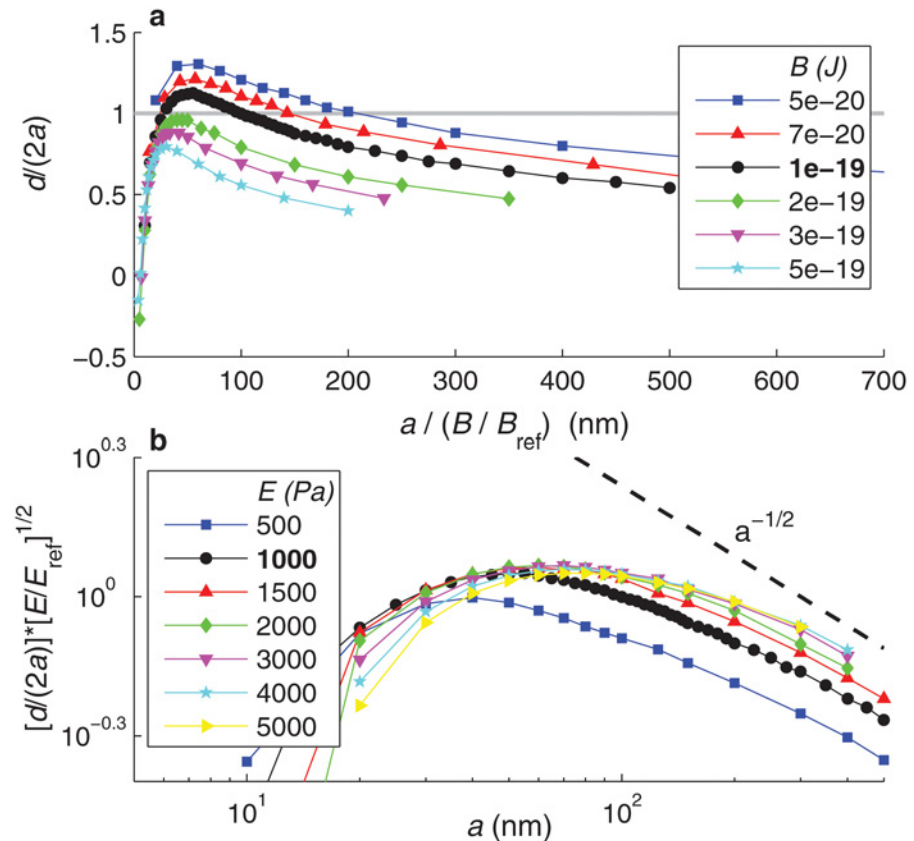 a
1.5
1
0.5
0
−0.5
d/(2a)
B (J)
5e−20
7e−20
1e−19
2e−19
3e−19
5e−19
0 100 200 300 400 500 600 700
a / (B / B_ref) (nm)
b
10^0.3
10^0
10^−0.3
[d/(2a)]*[E/E_ref]^1/2
E (Pa)
500
1000
1500
2000
3000
4000
5000
a^−1/2
10^1 10^2
a (nm)